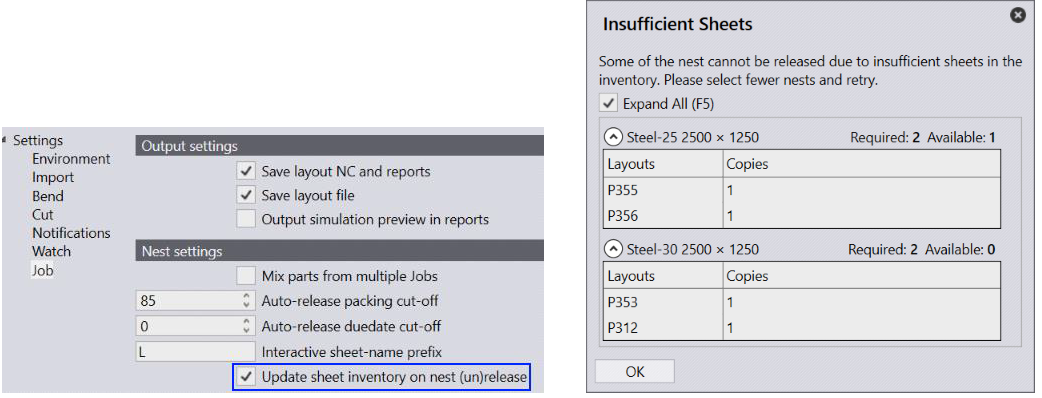 Settings
Environment
Import
Bend
Cut
Notifications
Watch
Job
Output settings
Save layout NC and reports
Save layout file
Output simulation preview in reports
Nest settings
Mix parts from multiple Jobs
85 Auto-release packing cut-off
0 Auto-release duedate cut-off
L Interactive sheet-name prefix
Update sheet inventory on nest (un)release
Insufficient Sheets
Some of the nest cannot be released due to insufficient sheets in the
inventory. Please select fewer nests and retry.
Expand All (F5)
Steel-25 2500 × 1250 Required: 2 Available: 1
Layouts Copies
P355 1
P356 1
Steel-30 2500 × 1250 Required: 2 Available: 0
Layouts Copies
P353 1
P312 1
OK